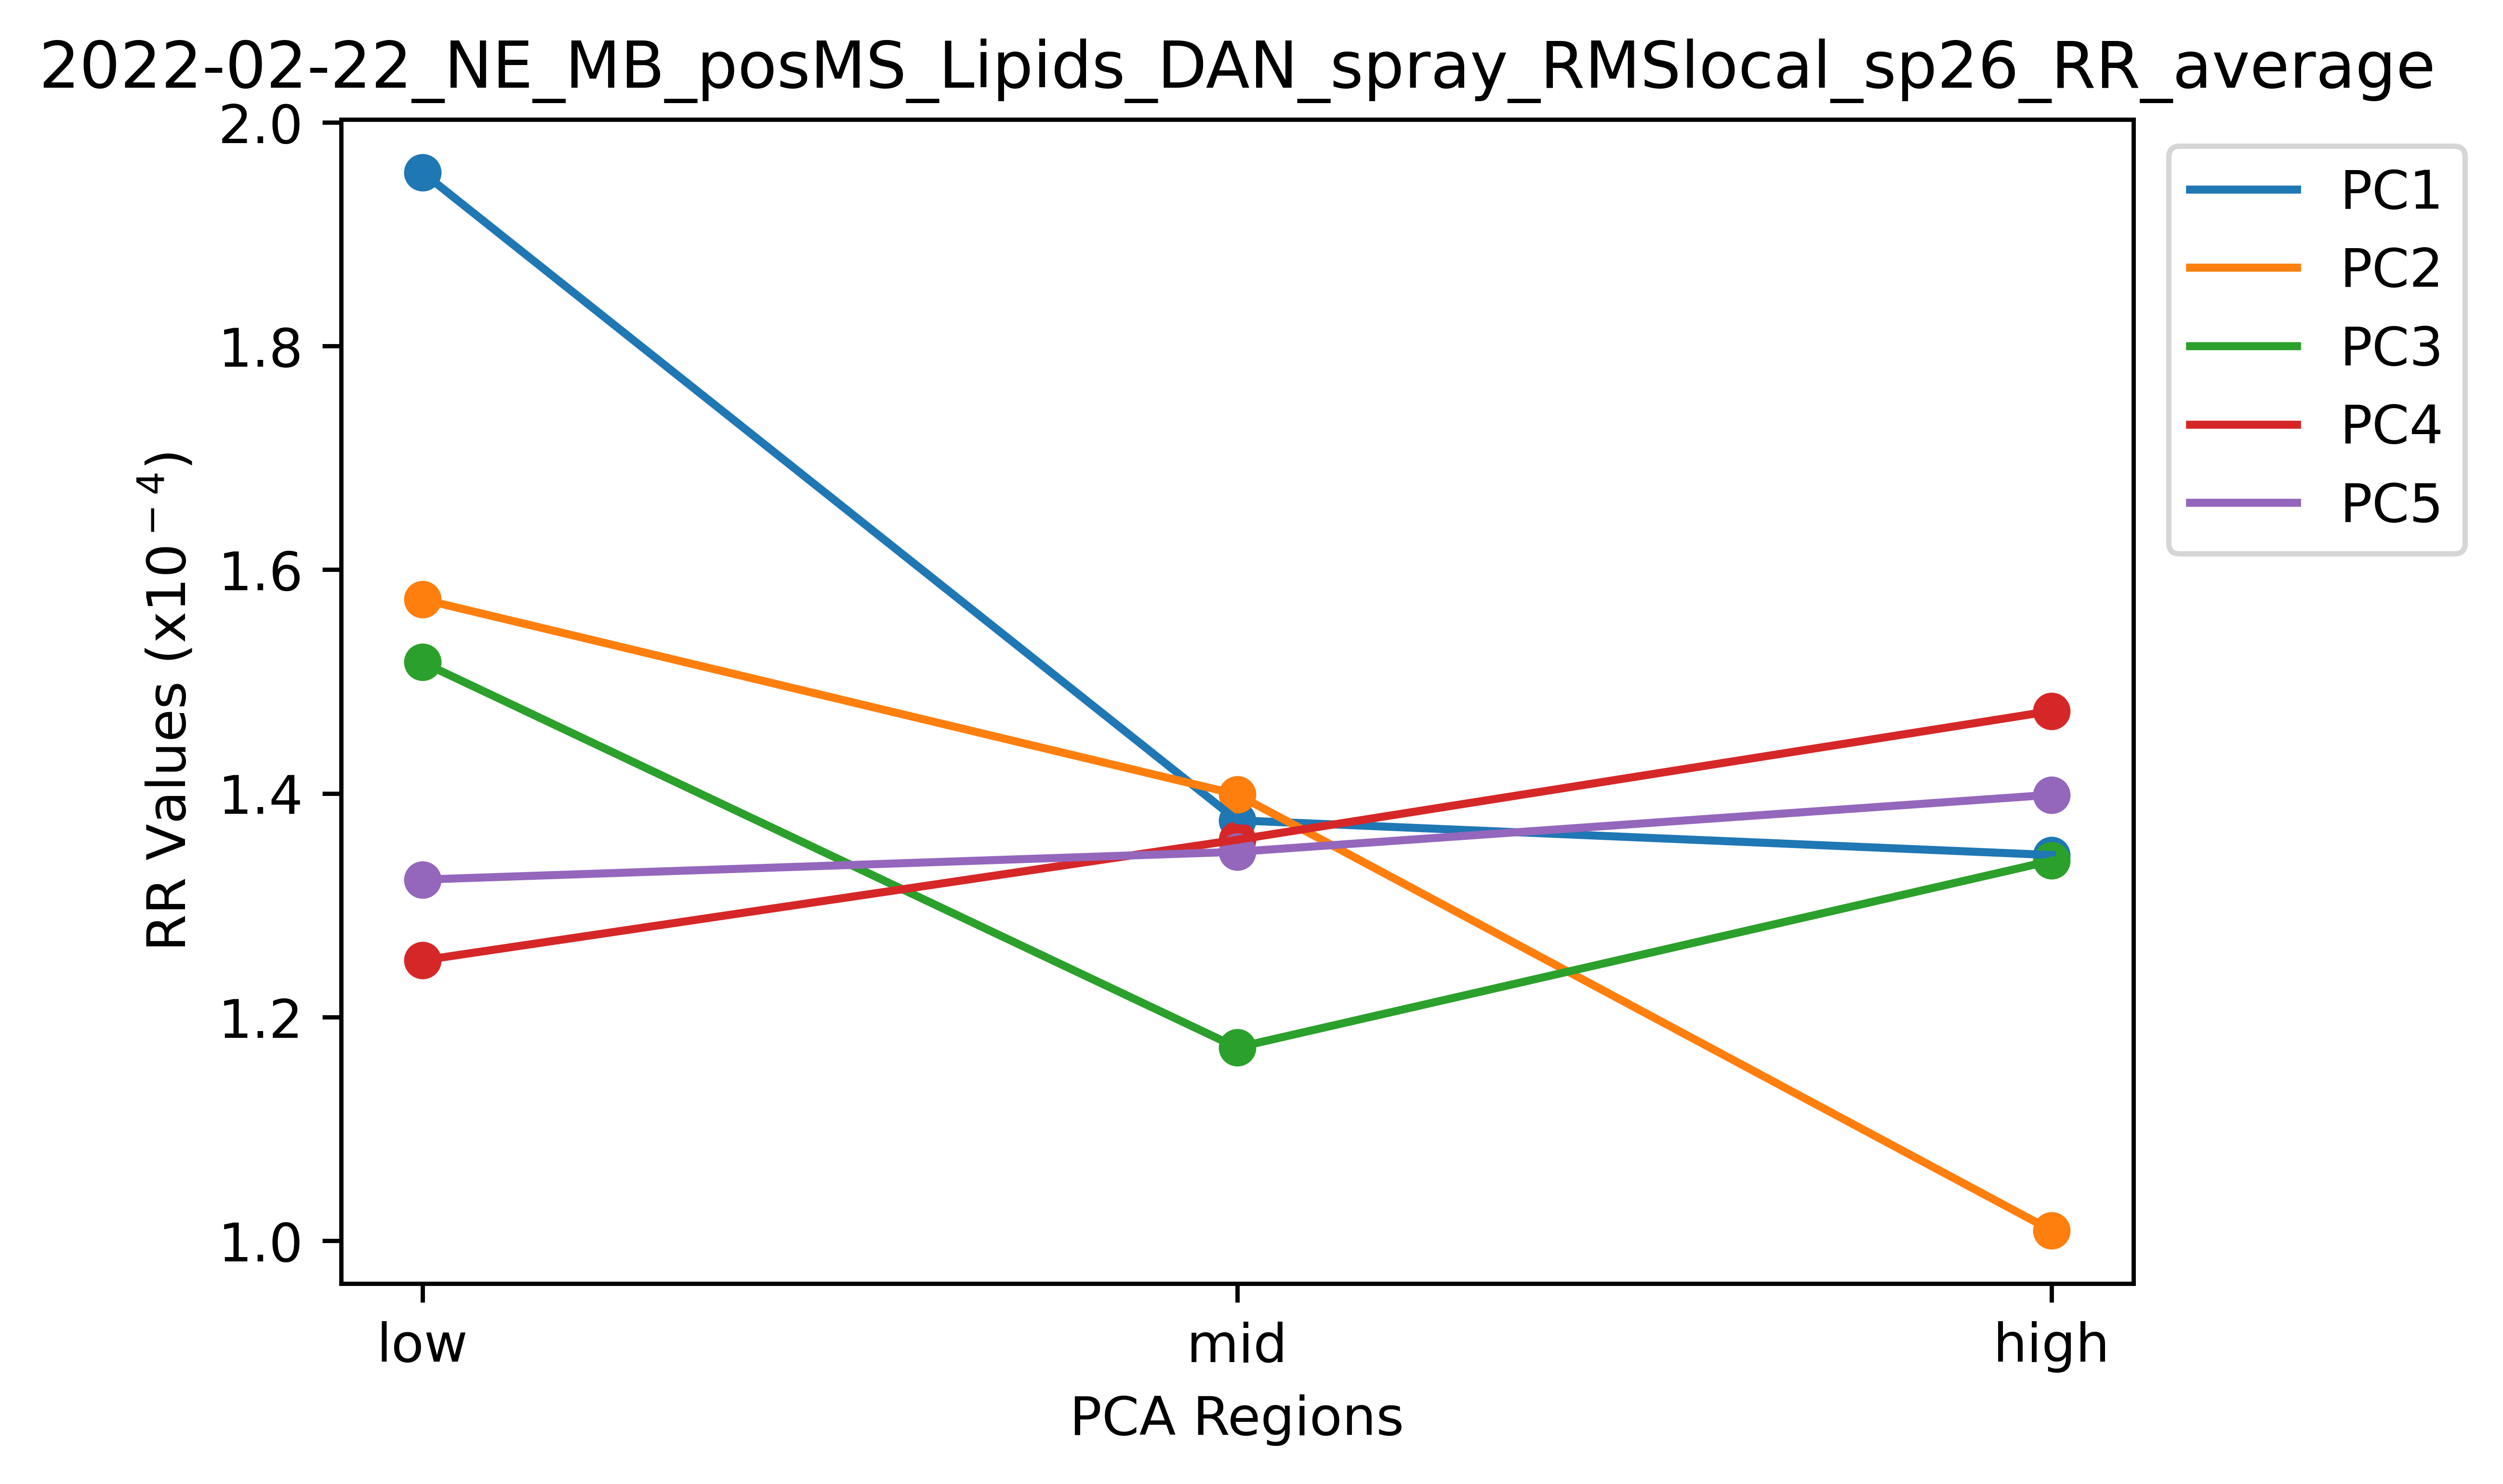 2022-02-22_NE_MB_posMS_Lipids_DAN_spray_RMSlocal_sp26_RR_average
2.0
1.8
1.6
1.4
1.2
1.0
RR Values (x10⁻⁴)
low
mid
high
PCA Regions
PC1
PC2
PC3
PC4
PC5